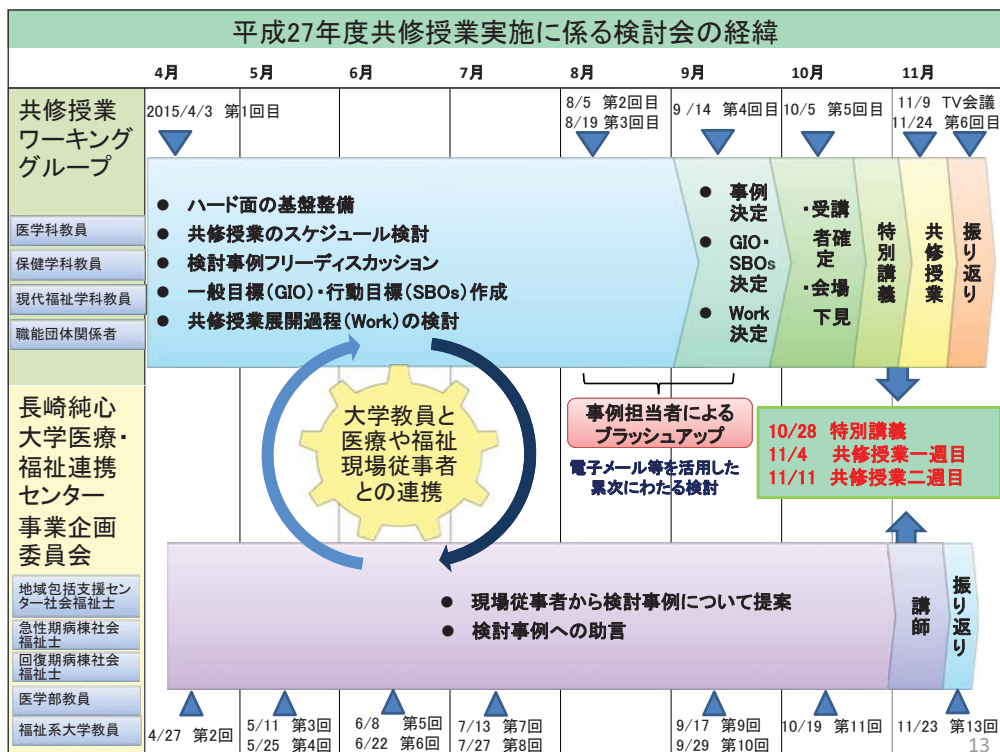 平成27年度共修授業実施に係る検討会の経緯
4月 5月 6月 7月 8月 9月 10月 11月
共修授業
ワーキング
グループ
医学科教員
保健学科教員
現代福祉学科教員
職能団体関係者
2015/4/3 第1回目
8/5 第2回目
8/19 第3回目
9/14 第4回目
10/5 第5回目
11/9 TV会議
11/24 第6回目
● ハード面の基盤整備
● 共修授業のスケジュール検討
● 検討事例フリーディスカッション
● 一般目標(GIO)・行動目標(SBOs)作成
● 共修授業展開過程(Work)の検討
● 事例
決定
● GIO・
SBOs
決定
● Work
決定
・受講
者確
定
・会場
下見
特別講義
共修授業
振り返り
大学教員と
医療や福祉
現場従事者
との連携
事例担当者による
ブラッシュアップ
電子メール等を活用した
累次にわたる検討
10/28 特別講義
11/4 共修授業一週目
11/11 共修授業二週目
長崎純心
大学医療・
福祉連携
センター
事業企画
委員会
地域包括支援セン
ター社会福祉士
急性期病棟社会
福祉士
回復期病棟社会
福祉士
医学部教員
福祉系大学教員
● 現場従事者から検討事例について提案
● 検討事例への助言
講師
振り返り
4/27 第2回
5/11 第3回
5/25 第4回
6/8 第5回
6/22 第6回
7/13 第7回
7/27 第8回
9/17 第9回
9/29 第10回
10/19 第11回
11/23 第13回
13